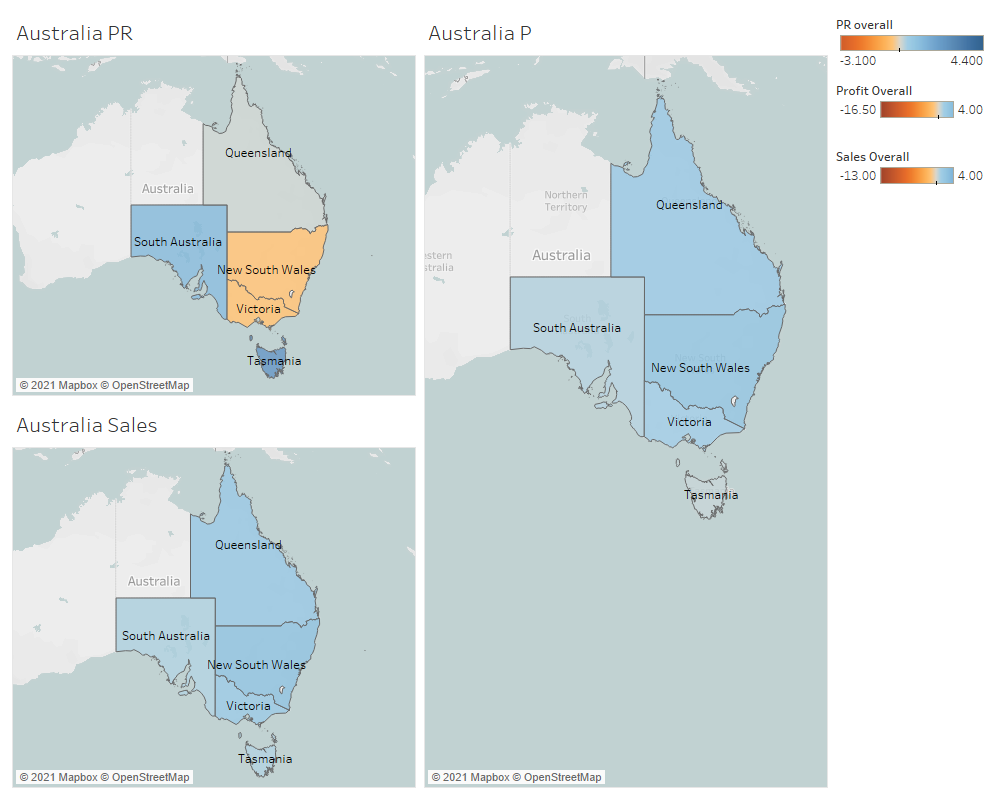 Australia PR
Queensland
Australia
South Australia
New South Wales
Victoria
Tasmania
© 2021 Mapbox © OpenStreetMap
Australia Sales
Queensland
Australia
South Australia
New South Wales
Victoria
Tasmania
© 2021 Mapbox © OpenStreetMap
Australia P
Northern
Territory
Queensland
Australia
estern
stralia
South Australia
New South Wales
Victoria
Tasmania
© 2021 Mapbox © OpenStreetMap
PR overall
-3.100 4.400
Profit Overall
-16.50 4.00
Sales Overall
-13.00 4.00